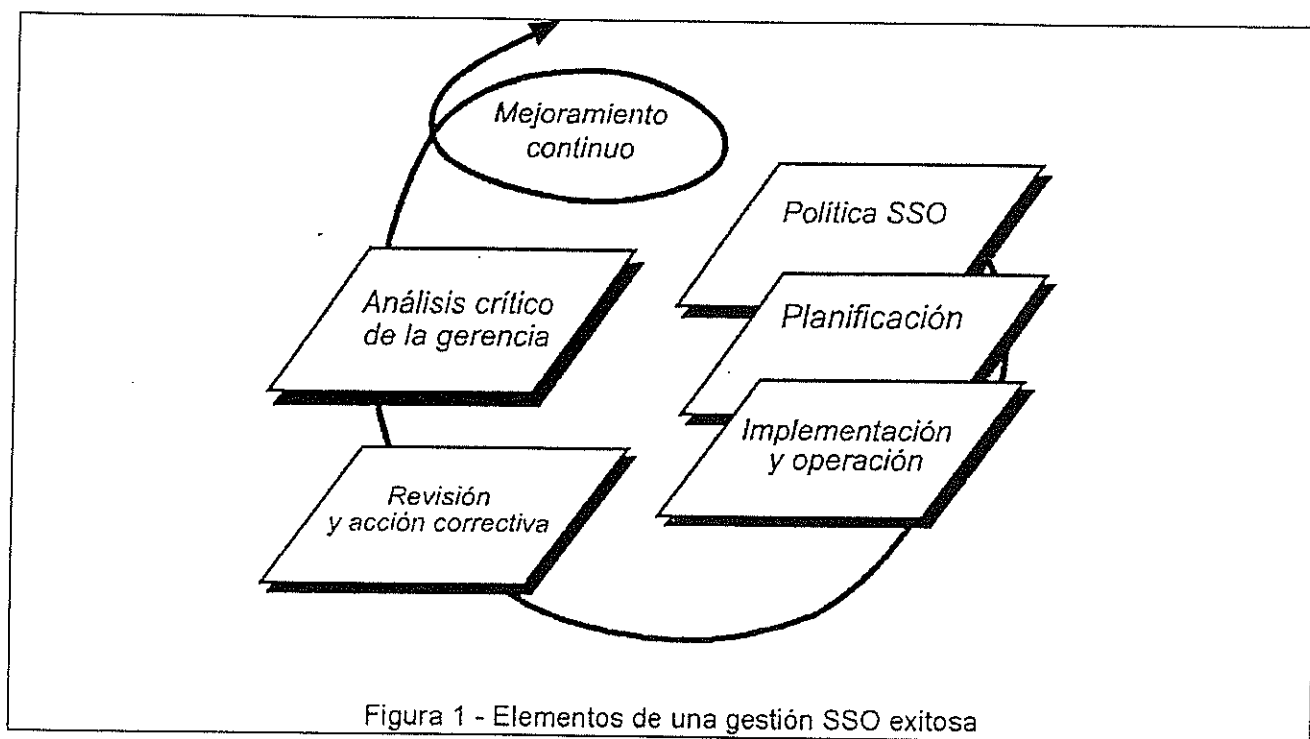 Mejoramiento
continuo
Política SSO
Planificación
Implementación
y operación
Análisis crítico
de la gerencia
Revisión
y acción correctiva
Figura 1 - Elementos de una gestión SSO exitosa